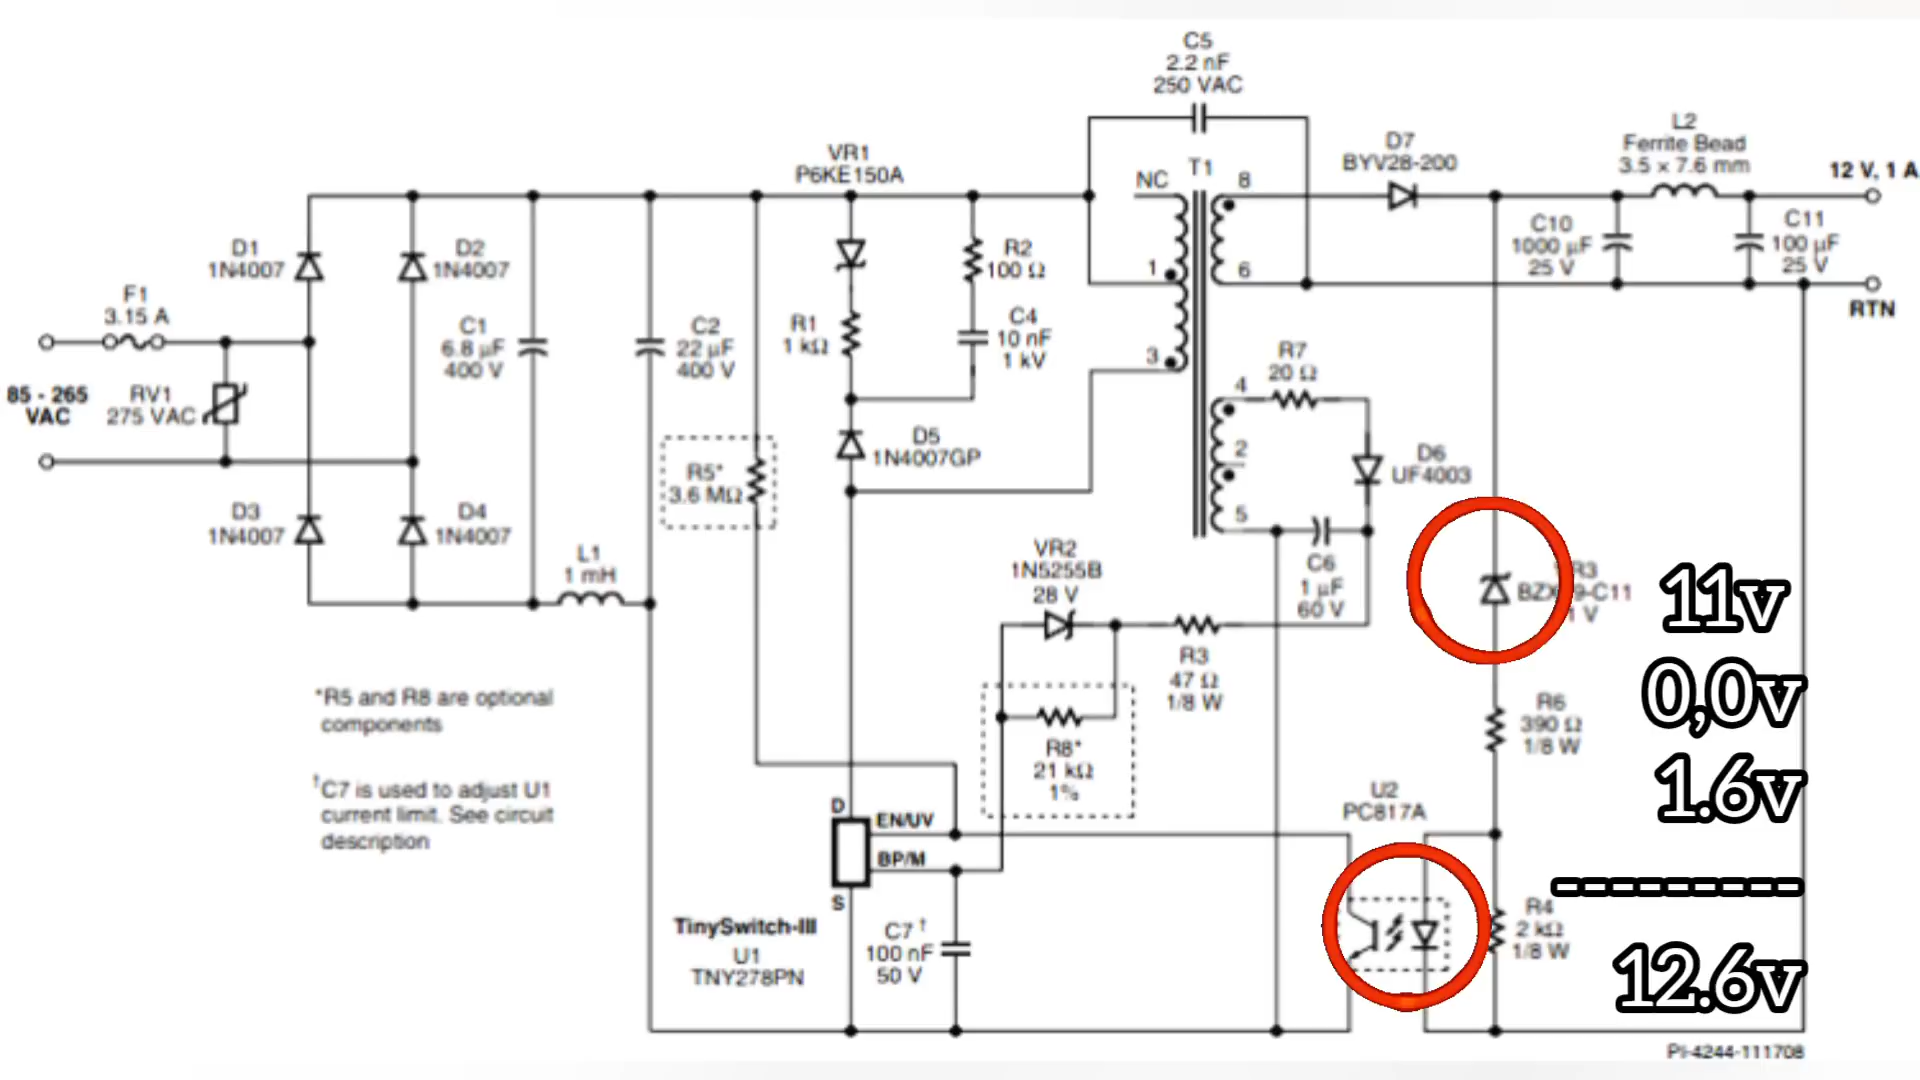 C5
2.2 nF
250 VAC
VR1
P6KE150A
NC
T1
8
D7
BYV28-200
L2
Ferrite Bead
3.5 x 7.6 mm
12 V, 1 A
D1
1N4007
D2
1N4007
R2
100 Ω
1
6
C10
1000 µF
25 V
C11
100 µF
25 V
RTN
F1
3.15 A
C1
6.8 µF
400 V
C2
22 µF
400 V
R1
1 kΩ
C4
10 nF
1 kV
3
R7
20 Ω
4
85 - 265
VAC
RV1
275 VAC
R5*
3.6 MΩ
D5
1N4007GP
2
D6
UF4003
5
D3
1N4007
D4
1N4007
L1
1 mH
VR2
1N5255B
28 V
C6
1 µF
60 V
11v
R3
47 Ω
1/8 W
R6
390 Ω
1/8 W
0,0v
*R5 and R8 are optional
components
R8*
21 kΩ
1%
1.6v
†C7 is used to adjust U1
current limit. See circuit
description
D
EN/UV
BP/M
S
U2
PC817A
----------
TinySwitch-III
U1
TNY278PN
C7 †
100 nF
50 V
R4
2 kΩ
1/8 W
12.6v
PI-4244-111708